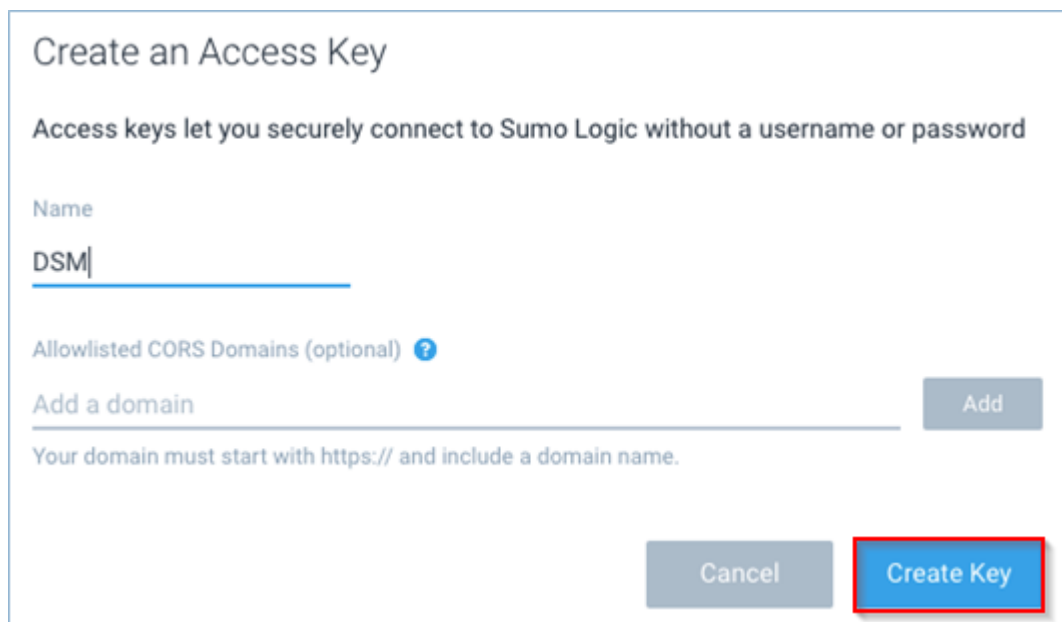 Create an Access Key
Access keys let you securely connect to Sumo Logic without a username or password
Name
DSM
Allowlisted CORS Domains (optional) ?
Add a domain
Add
Your domain must start with https:// and include a domain name.
Cancel
Create Key